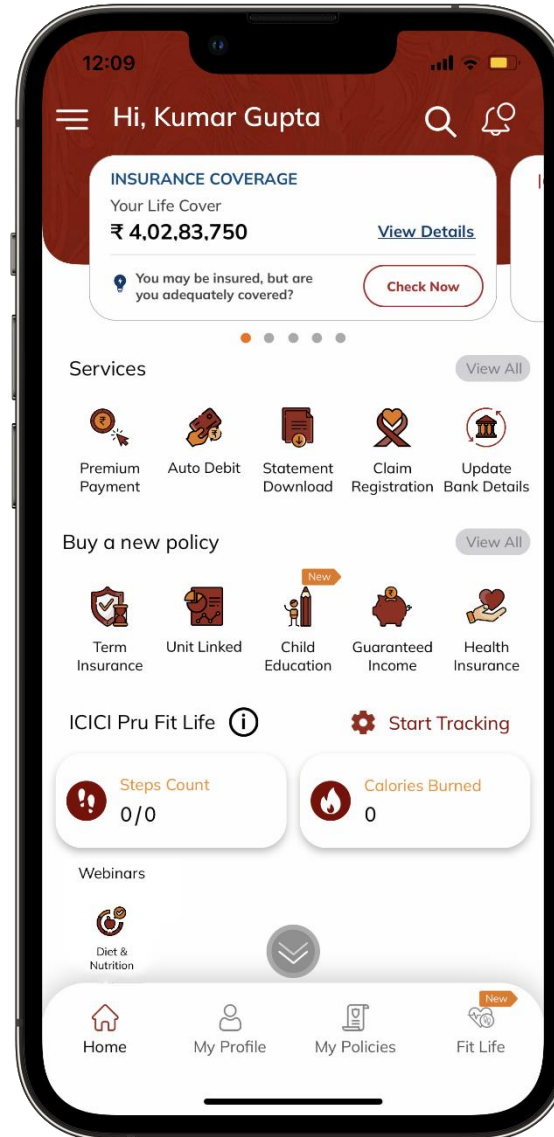 12:09
Hi, Kumar Gupta
INSURANCE COVERAGE
Your Life Cover
₹ 4,02,83,750
View Details
You may be insured, but are
you adequately covered?
Check Now
Services
View All
Premium
Payment
Auto Debit
Statement
Download
Claim
Registration
Update
Bank Details
Buy a new policy
View All
New
Term
Insurance
Unit Linked
Child
Education
Guaranteed
Income
Health
Insurance
ICICI Pru Fit Life
Start Tracking
Steps Count
0/0
Calories Burned
0
Webinars
Diet &
Nutrition
New
Home
My Profile
My Policies
Fit Life